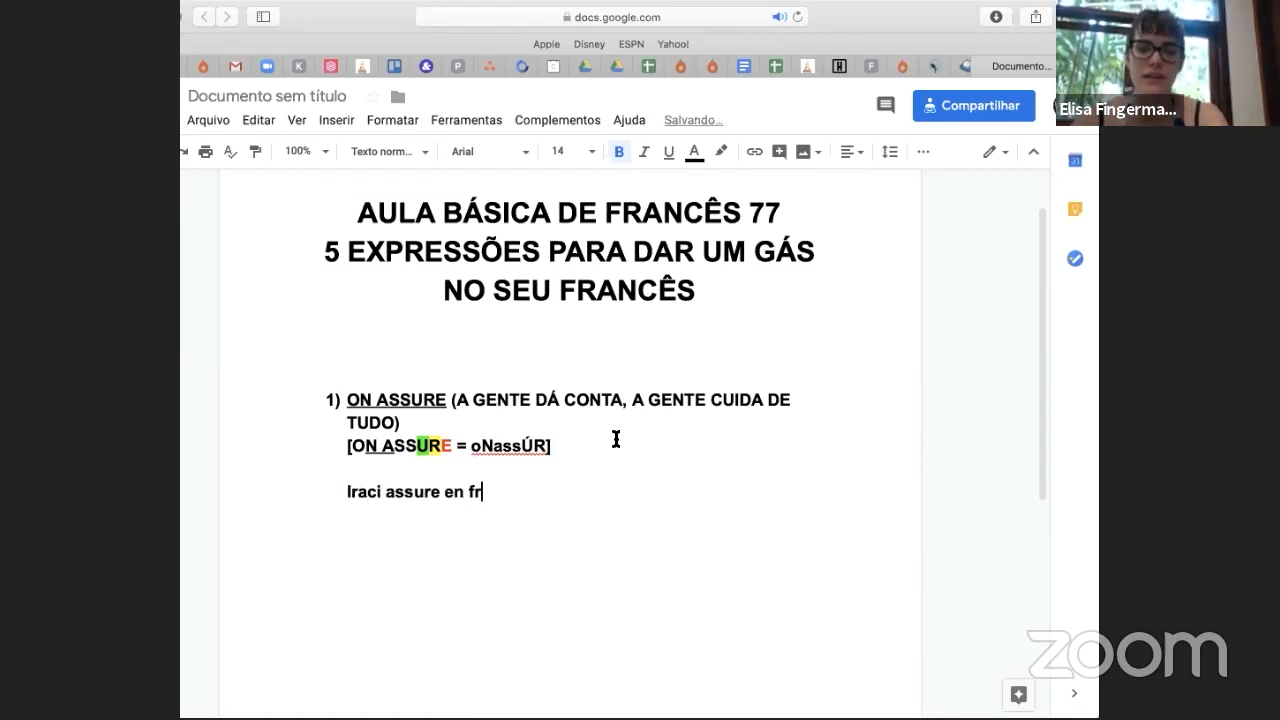 docs.google.com
Apple Disney ESPN Yahoo!
Documento...
Documento sem título
Compartilhar
Elisa Fingerma...
Arquivo Editar Ver Inserir Formatar Ferramentas Complementos Ajuda Salvando...
100% Texto norm... Arial 14 B I U A
AULA BÁSICA DE FRANCÊS 77
5 EXPRESSÕES PARA DAR UM GÁS
NO SEU FRANCÊS
1) ON ASSURE (A GENTE DÁ CONTA, A GENTE CUIDA DE
TUDO)
[ON ASSURE = oNassÚR]
Iraci assure en fr
zoom